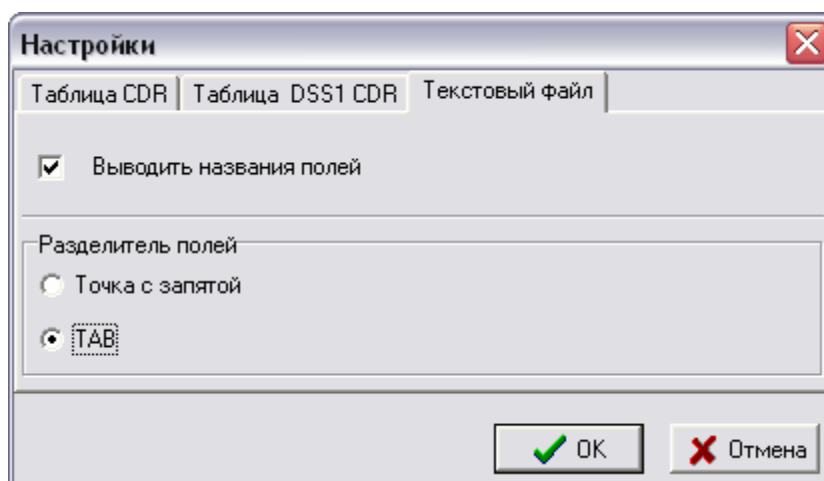 Настройки
Таблица CDR Таблица DSS1 CDR Текстовый файл
Выводить названия полей
Разделитель полей
Точка с запятой
TAB
OK Отмена